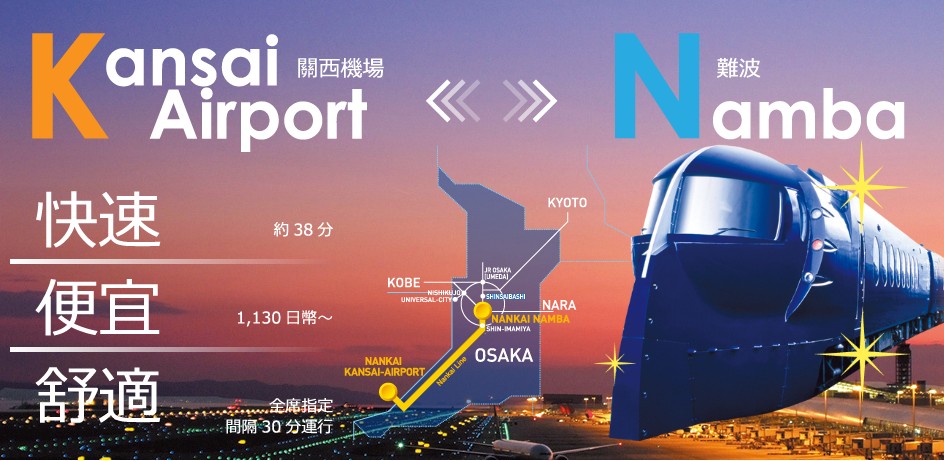 Kansai
關西機場
Airport
難波
Namba
快速
約 38 分
便宜
1,130 日幣～
舒適
全席指定
間隔 30 分運行
KYOTO
JR OSAKA
(UMEDA)
KOBE
NISHIKUJO
UNIVERSAL-CITY
SHINSAIBASHI
NARA
NANKAI NAMBA
SHIN-IMAMIYA
OSAKA
Nankai Line
NANKAI
KANSAI-AIRPORT